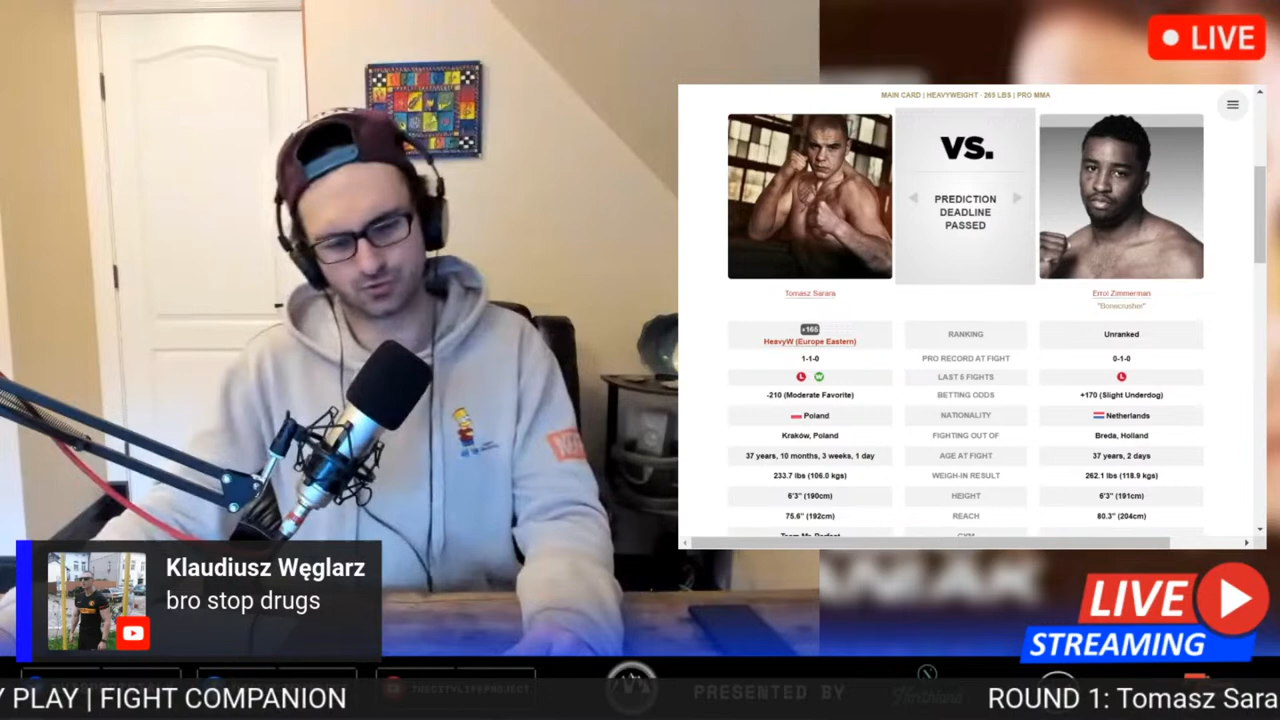 LIVE
MAIN CARD | HEAVYWEIGHT · 265 LBS | PRO MMA
VS.
PREDICTION
DEADLINE
PASSED
Tomasz Sarara
Errol Zimmerman
"Bonecrusher"
+165
HeavyW (Europe Eastern)
RANKING
Unranked
1-1-0
PRO RECORD AT FIGHT
0-1-0
L W
LAST 5 FIGHTS
L
-210 (Moderate Favorite)
BETTING ODDS
+170 (Slight Underdog)
Poland
NATIONALITY
Netherlands
Kraków, Poland
FIGHTING OUT OF
Breda, Holland
37 years, 10 months, 3 weeks, 1 day
AGE AT FIGHT
37 years, 2 days
233.7 lbs (106.0 kgs)
WEIGH-IN RESULT
262.1 lbs (118.9 kgs)
6'3" (190cm)
HEIGHT
6'3" (191cm)
75.6" (192cm)
REACH
80.3" (204cm)
Klaudiusz Węglarz
bro stop drugs
LIVE
STREAMING
THECITYLIFEPROJECT
PRESENTED BY
Y PLAY | FIGHT COMPANION
ROUND 1: Tomasz Sara